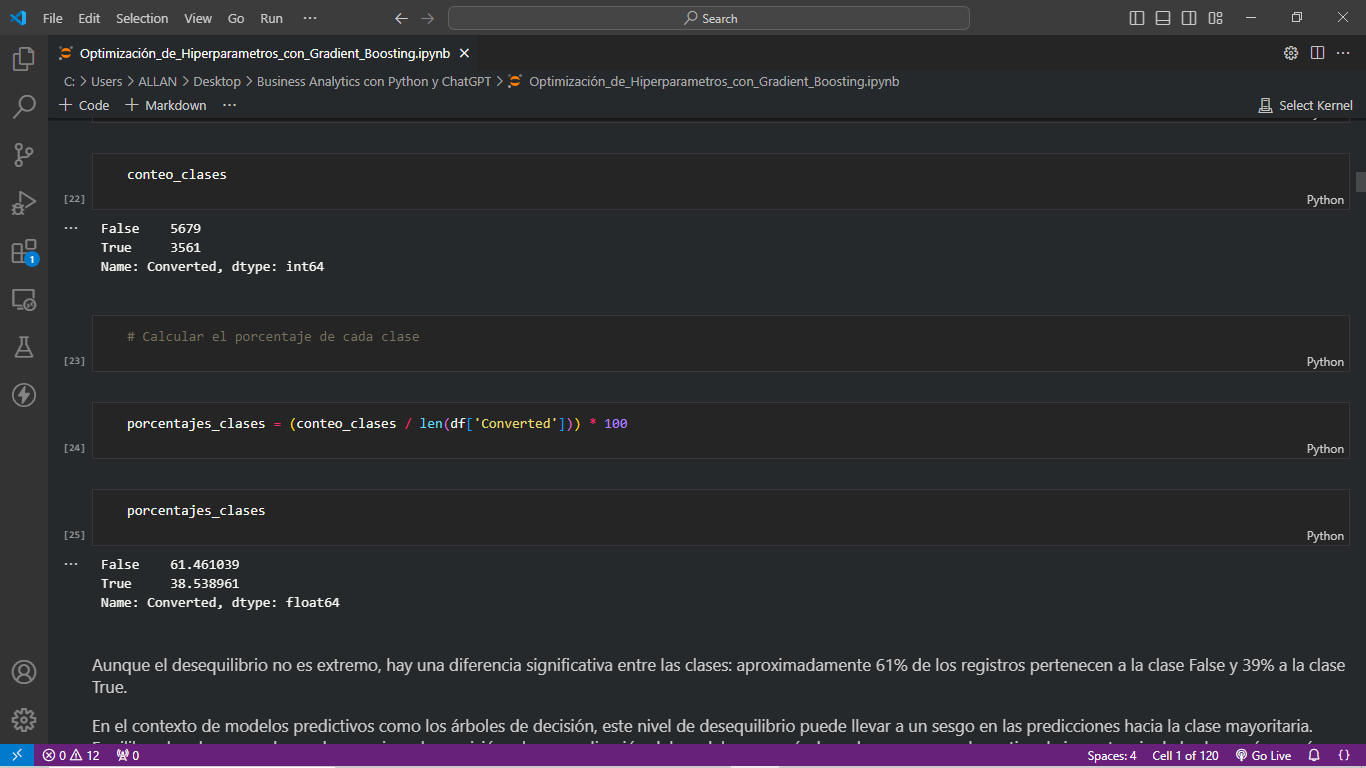 File Edit Selection View Go Run ··· Search
Optimización_de_Hiperparametros_con_Gradient_Boosting.ipynb
C: > Users > ALLAN > Desktop > Business Analytics con Python y ChatGPT > Optimización_de_Hiperparametros_con_Gradient_Boosting.ipynb
+ Code + Markdown ··· Select Kernel
conteo_clases
[22] Python
False 5679
True 3561
Name: Converted, dtype: int64
# Calcular el porcentaje de cada clase
[23] Python
porcentajes_clases = (conteo_clases / len(df['Converted'])) * 100
[24] Python
porcentajes_clases
[25] Python
False 61.461039
True 38.538961
Name: Converted, dtype: float64
Aunque el desequilibrio no es extremo, hay una diferencia significativa entre las clases: aproximadamente 61% de los registros pertenecen a la clase False y 39% a la clase
True.
En el contexto de modelos predictivos como los árboles de decisión, este nivel de desequilibrio puede llevar a un sesgo en las predicciones hacia la clase mayoritaria.
1
0 12 0 Spaces: 4 Cell 1 of 120 Go Live {}